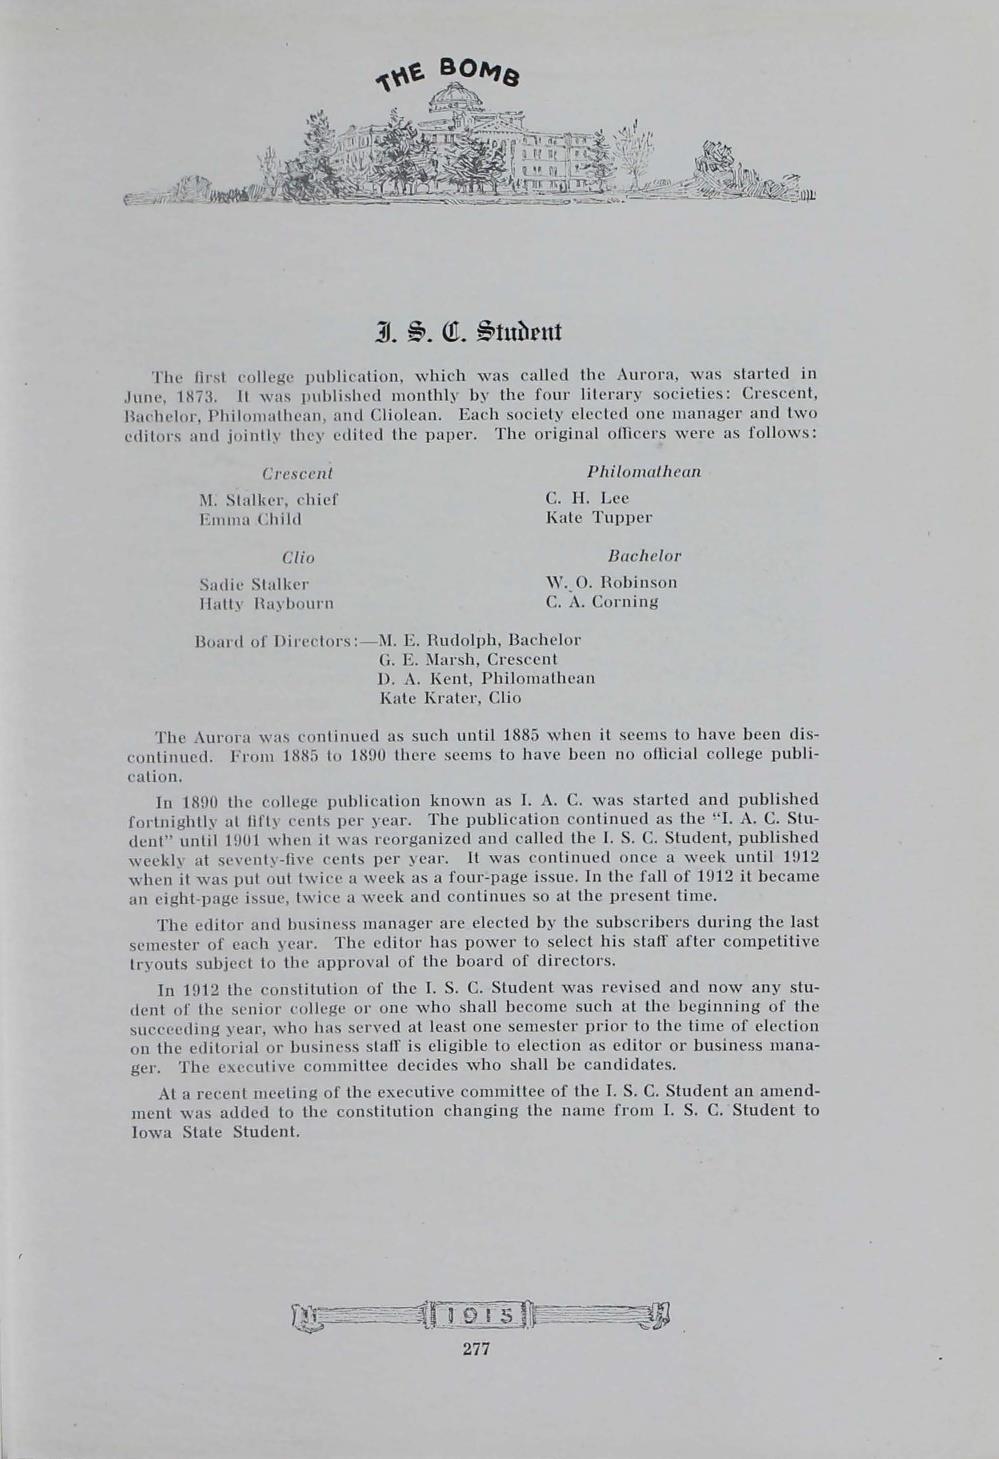 THE BOMB
I. S. C. Student
The first college publication, which was called the Aurora, was started in
June, 1873. It was published monthly by the four literary societies: Crescent,
Bachelor, Philomathean, and Cliolean. Each society elected one manager and two
editors and jointly they edited the paper. The original officers were as follows:
Crescent
M. Stalker, chief
Emma Child
Philomathean
C. H. Lee
Kate Tupper
Clio
Sadie Stalker
Hatty Raybourn
Bachelor
W. O. Robinson
C. A. Corning
Board of Directors:—M. E. Rudolph, Bachelor
G. E. Marsh, Crescent
D. A. Kent, Philomathean
Kate Krater, Clio
The Aurora was continued as such until 1885 when it seems to have been dis-
continued. From 1885 to 1890 there seems to have been no official college publi-
cation.
In 1890 the college publication known as I. A. C. was started and published
fortnightly at fifty cents per year. The publication continued as the "I. A. C. Stu-
dent" until 1901 when it was reorganized and called the I. S. C. Student, published
weekly at seventy-five cents per year. It was continued once a week until 1912
when it was put out twice a week as a four-page issue. In the fall of 1912 it became
an eight-page issue, twice a week and continues so at the present time.
The editor and business manager are elected by the subscribers during the last
semester of each year. The editor has power to select his staff after competitive
tryouts subject to the approval of the board of directors.
In 1912 the constitution of the I. S. C. Student was revised and now any stu-
dent of the senior college or one who shall become such at the beginning of the
succeeding year, who has served at least one semester prior to the time of election
on the editorial or business staff is eligible to election as editor or business mana-
ger. The executive committee decides who shall be candidates.
At a recent meeting of the executive committee of the I. S. C. Student an amend-
ment was added to the constitution changing the name from I. S. C. Student to
Iowa State Student.
1915
277